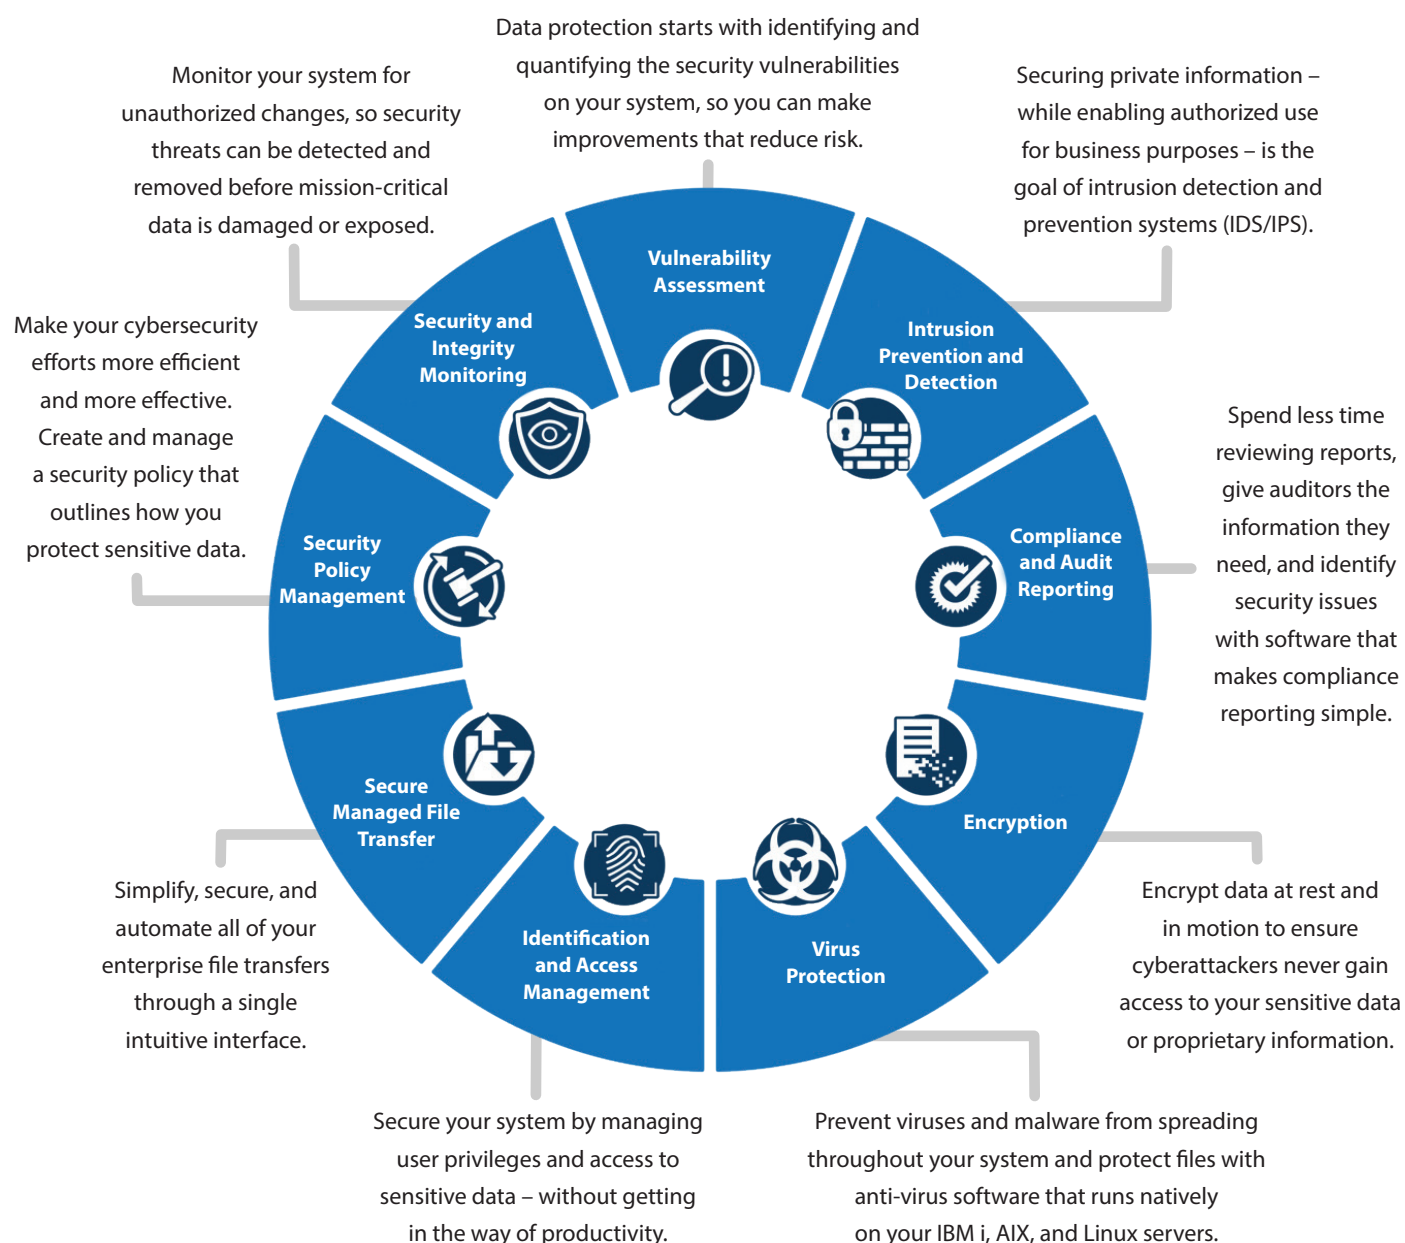 Data protection starts with identifying and
quantifying the security vulnerabilities
on your system, so you can make
improvements that reduce risk.
Monitor your system for
unauthorized changes, so security
threats can be detected and
removed before mission-critical
data is damaged or exposed.
Securing private information –
while enabling authorized use
for business purposes – is the
goal of intrusion detection and
prevention systems (IDS/IPS).
Vulnerability
Assessment
Security and
Integrity
Monitoring
Intrusion
Prevention and
Detection
Make your cybersecurity
efforts more efficient
and more effective.
Create and manage
a security policy that
outlines how you
protect sensitive data.
Spend less time
reviewing reports,
give auditors the
information they
need, and identify
security issues
with software that
makes compliance
reporting simple.
Security
Policy
Management
Compliance
and Audit
Reporting
Secure
Managed File
Transfer
Encryption
Identification
and Access
Management
Virus
Protection
Simplify, secure, and
automate all of your
enterprise file transfers
through a single
intuitive interface.
Encrypt data at rest and
in motion to ensure
cyberattackers never gain
access to your sensitive data
or proprietary information.
Secure your system by managing
user privileges and access to
sensitive data – without getting
in the way of productivity.
Prevent viruses and malware from spreading
throughout your system and protect files with
anti-virus software that runs natively
on your IBM i, AIX, and Linux servers.